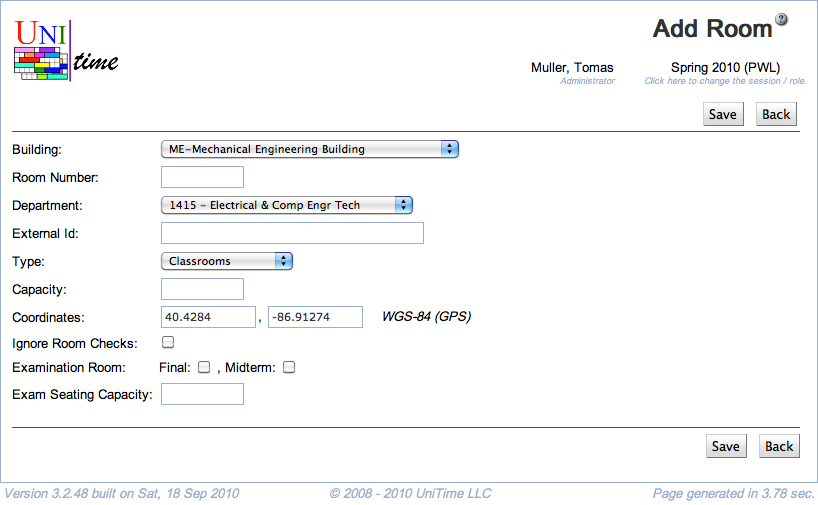 UNI
time
Add Room ?
Muller, Tomas
Administrator
Spring 2010 (PWL)
Click here to change the session / role.
Save Back
Building: ME-Mechanical Engineering Building
Room Number:
Department: 1415 - Electrical & Comp Engr Tech
External Id:
Type: Classrooms
Capacity:
Coordinates: 40.4284 , -86.91274 WGS-84 (GPS)
Ignore Room Checks:
Examination Room: Final: , Midterm:
Exam Seating Capacity:
Save Back
Version 3.2.48 built on Sat, 18 Sep 2010 © 2008 - 2010 UniTime LLC Page generated in 3.78 sec.